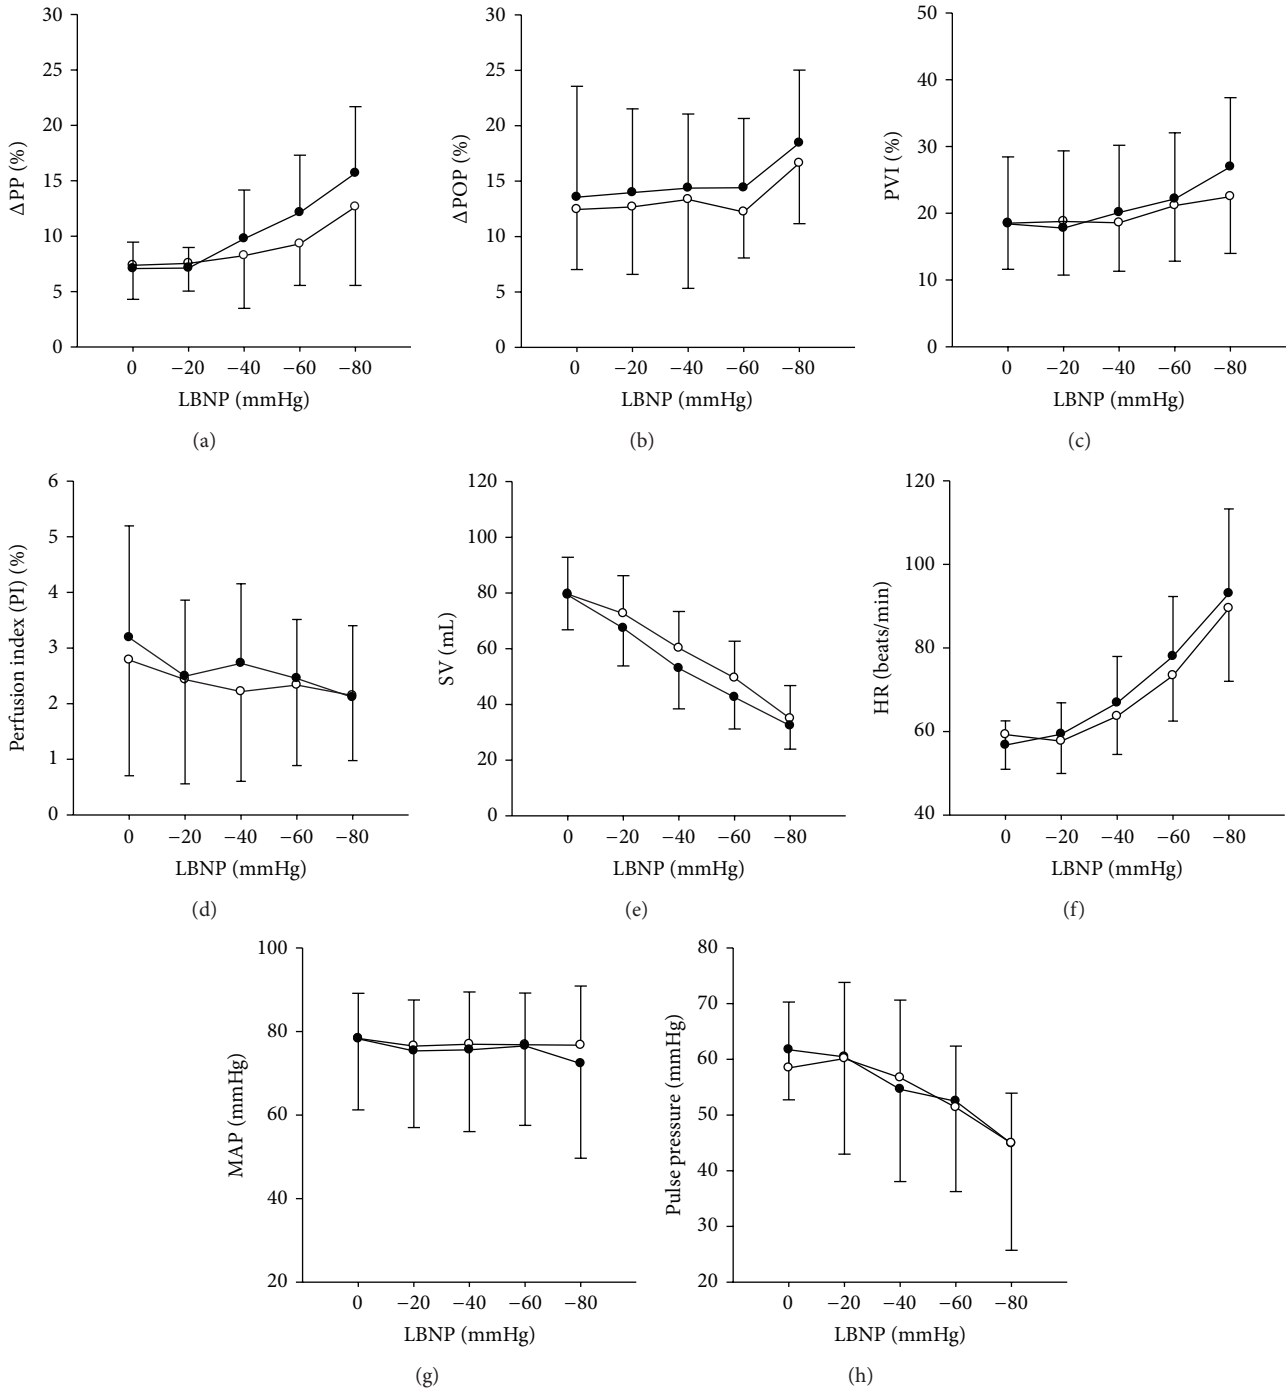 30
25
20
15
10
5
0
ΔPP (%)
0 −20 −40 −60 −80
LBNP (mmHg)
(a)
30
25
20
15
10
5
0
ΔPOP (%)
0 −20 −40 −60 −80
LBNP (mmHg)
(b)
50
40
30
20
10
0
PVI (%)
0 −20 −40 −60 −80
LBNP (mmHg)
(c)
6
5
4
3
2
1
0
Perfusion index (PI) (%)
0 −20 −40 −60 −80
LBNP (mmHg)
(d)
120
100
80
60
40
20
0
SV (mL)
0 −20 −40 −60 −80
LBNP (mmHg)
(e)
120
100
80
60
40
HR (beats/min)
0 −20 −40 −60 −80
LBNP (mmHg)
(f)
100
80
60
40
20
MAP (mmHg)
0 −20 −40 −60 −80
LBNP (mmHg)
(g)
80
70
60
50
40
30
20
Pulse pressure (mmHg)
0 −20 −40 −60 −80
LBNP (mmHg)
(h)